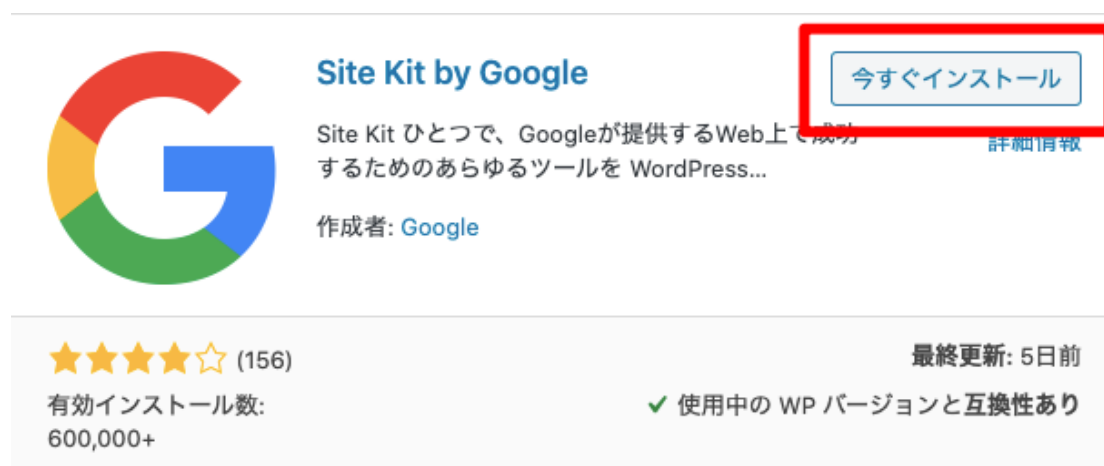 Site Kit by Google
今すぐインストール
Site Kit ひとつで、Googleが提供するWeb上で成功
するためのあらゆるツールを WordPress...
詳細情報
作成者: Google
(156)
最終更新: 5日前
有効インストール数:
600,000+
使用中の WP バージョンと互換性あり